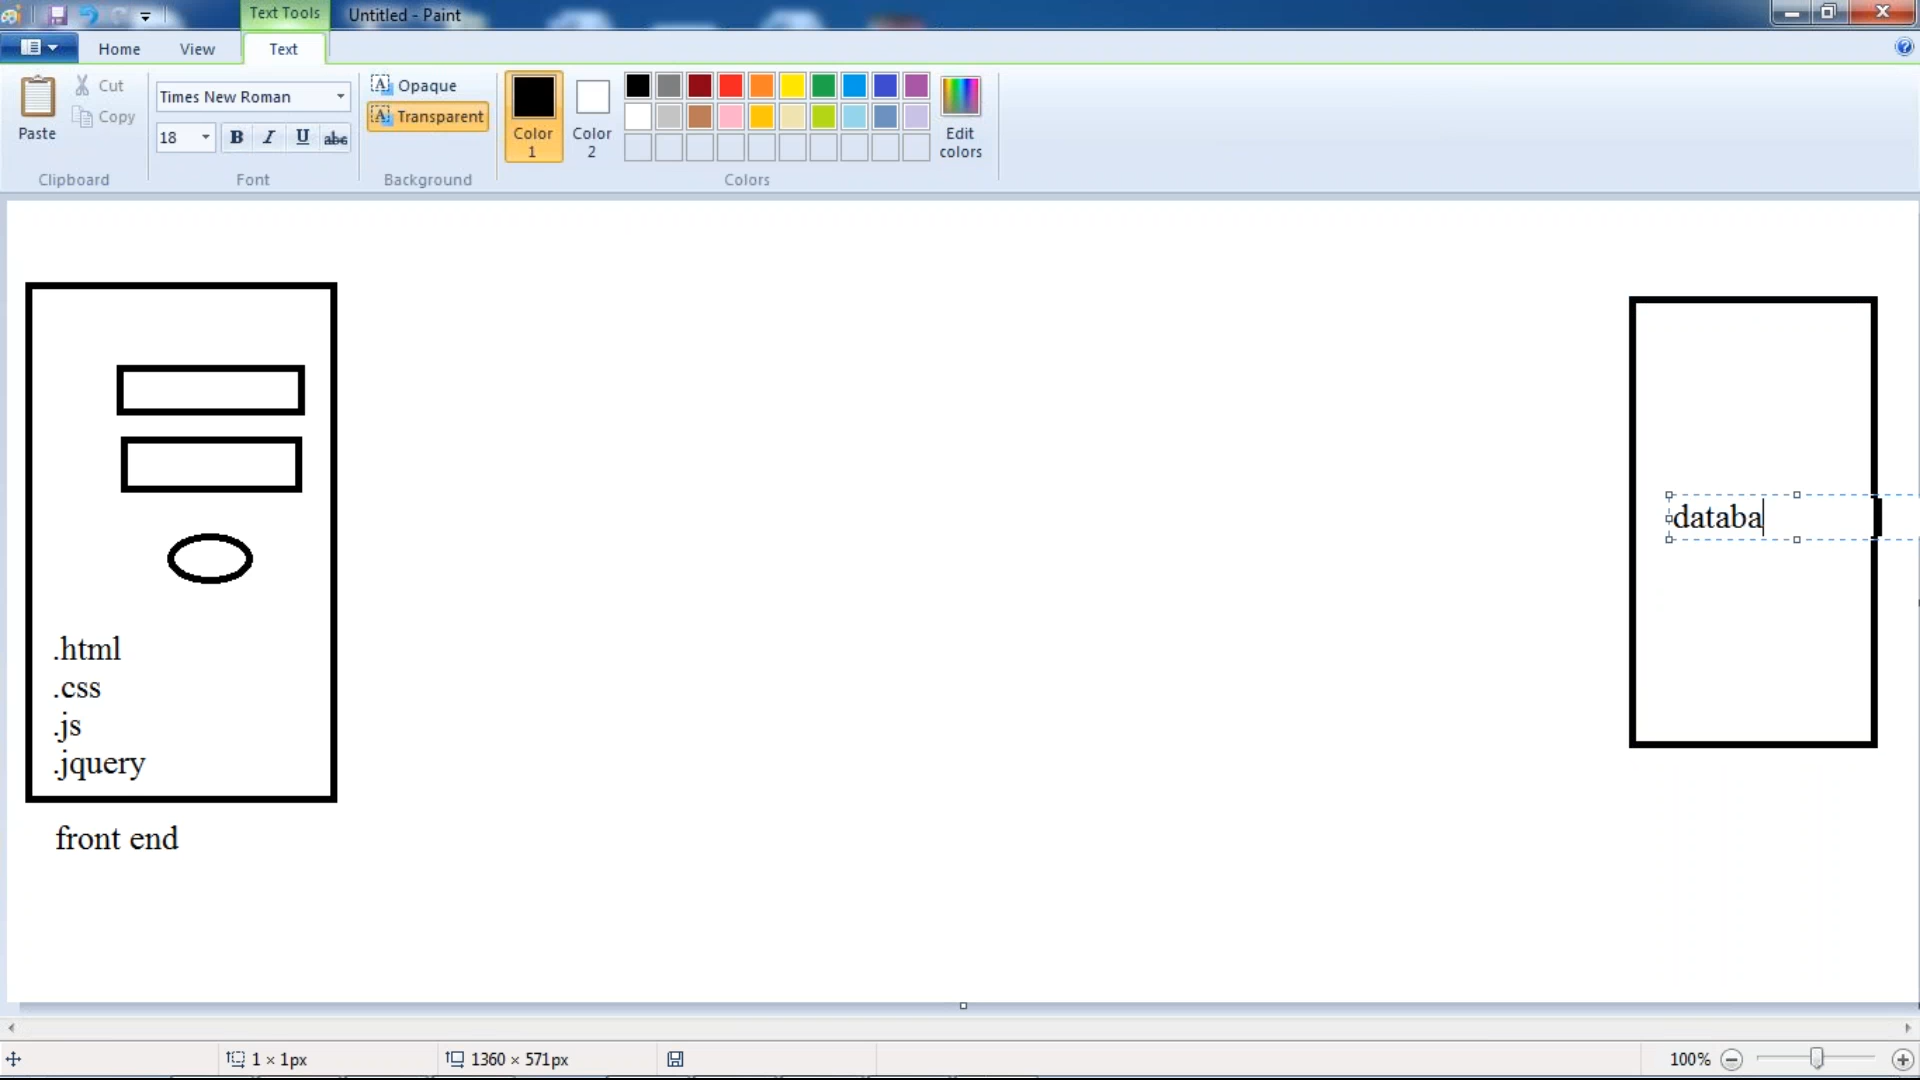 Text Tools
Untitled - Paint
Home
View
Text
Paste
Cut
Copy
Clipboard
Times New Roman
18
B
I
U
abc
Font
A Opaque
A Transparent
Background
Color
1
Color
2
Edit
colors
Colors
.html
.css
.js
.jquery
front end
databa
1 × 1px
1360 × 571px
100%